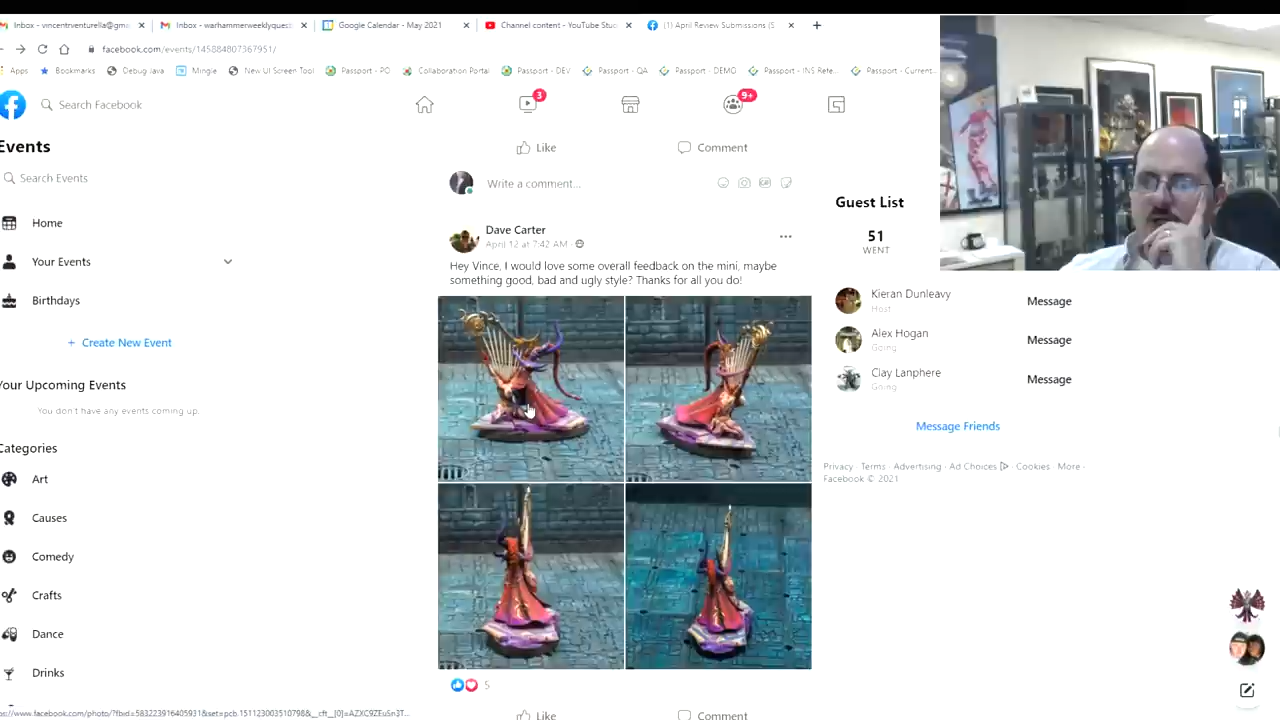 Inbox - vincentrventurella@gma
Inbox - warhammerweeklyquest
Google Calendar - May 2021
Channel content - YouTube Stu
(1) April Review Submissions (S
facebook.com/events/145884807367951/
Apps
Bookmarks
Debug Java
Mingle
New UI Screen Tool
Passport - PO
Collaboration Portal
Passport - DEV
Passport - QA
Passport - DEMO
Passport - INS Rele...
Passport - Current...
Search Facebook
3
9+
Events
Search Events
Home
Your Events
Birthdays
+ Create New Event
Your Upcoming Events
You don't have any events coming up.
Categories
Art
Causes
Comedy
Crafts
Dance
Drinks
Like
Comment
Write a comment...
Dave Carter
April 12 at 7:42 AM ·
Hey Vince, I would love some overall feedback on the mini, maybe
something good, bad and ugly style? Thanks for all you do!
5
Like
Comment
Guest List
51
WENT
Kieran Dunleavy
Host
Message
Alex Hogan
Going
Message
Clay Lanphere
Going
Message
Message Friends
Privacy · Terms · Advertising · Ad Choices · Cookies · More ·
Facebook © 2021